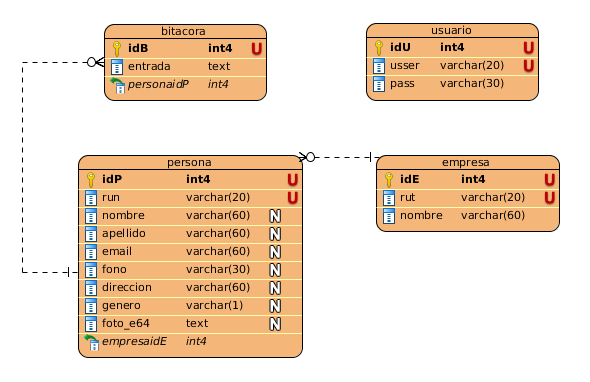 bitacora
idB int4 U
entrada text
personaidP int4
usuario
idU int4 U
usser varchar(20) U
pass varchar(30)
persona
idP int4 U
run varchar(20) U
nombre varchar(60) N
apellido varchar(60) N
email varchar(60) N
fono varchar(30) N
direccion varchar(60) N
genero varchar(1) N
foto_e64 text N
empresaidE int4
empresa
idE int4 U
rut varchar(20) U
nombre varchar(60)